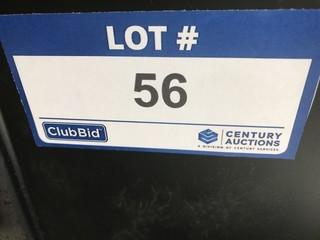 LOT #
56
ClubBid
CENTURY
AUCTIONS
A DIVISION OF CENTURY SERVICES